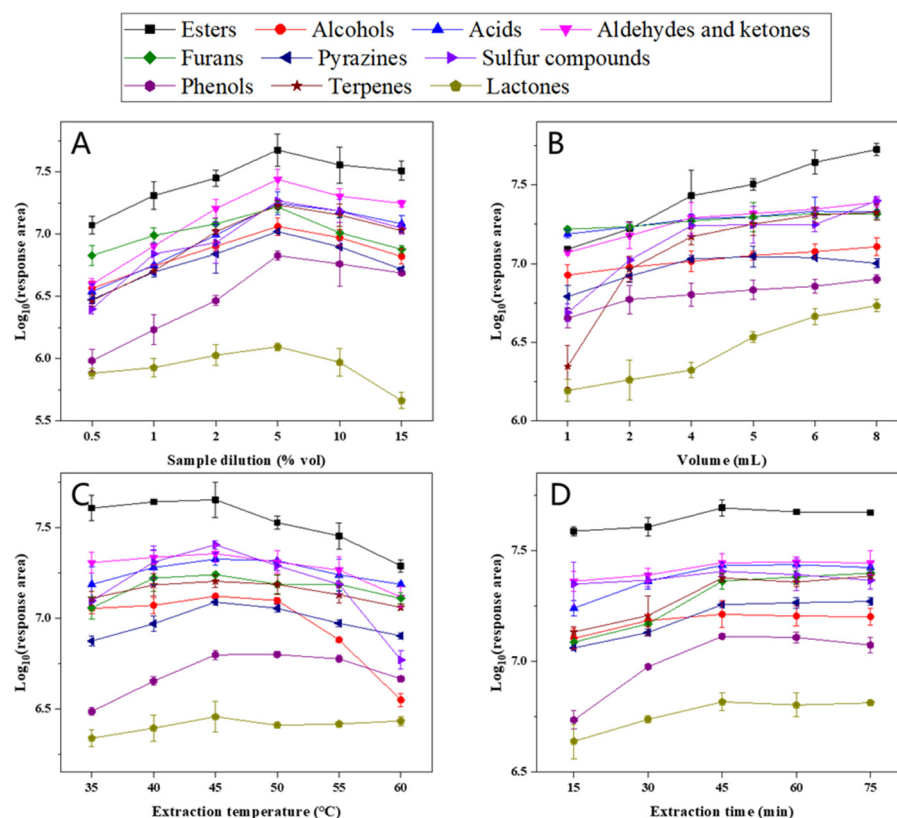 Esters Alcohols Acids Aldehydes and ketones
Furans Pyrazines Sulfur compounds
Phenols Terpenes Lactones
A
Log10(response area)
7.5
7.0
6.5
6.0
5.5
0.5 1 2 5 10 15
Sample dilution (% vol)
B
Log10(response area)
7.5
7.0
6.5
6.0
1 2 4 5 6 8
Volume (mL)
C
Log10(response area)
7.5
7.0
6.5
35 40 45 50 55 60
Extraction temperature (°C)
D
Log10(response area)
7.5
7.0
6.5
15 30 45 60 75
Extraction time (min)